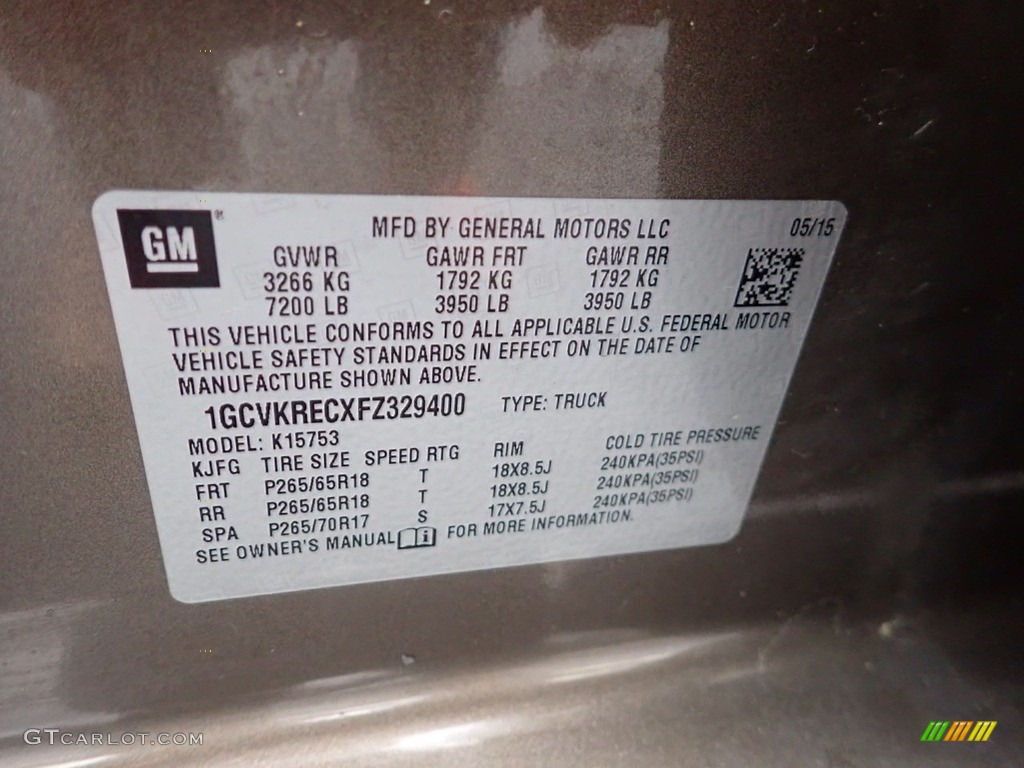 GM®
MFD BY GENERAL MOTORS LLC 05/15
GVWR GAWR FRT GAWR RR
3266 KG 1792 KG 1792 KG
7200 LB 3950 LB 3950 LB
THIS VEHICLE CONFORMS TO ALL APPLICABLE U.S. FEDERAL MOTOR
VEHICLE SAFETY STANDARDS IN EFFECT ON THE DATE OF
MANUFACTURE SHOWN ABOVE.
1GCVKRECXFZ329400 TYPE: TRUCK
MODEL: K15753
KJFG TIRE SIZE SPEED RTG RIM COLD TIRE PRESSURE
FRT P265/65R18 T 18X8.5J 240KPA(35PSI)
RR P265/65R18 T 18X8.5J 240KPA(35PSI)
SPA P265/70R17 S 17X7.5J 240KPA(35PSI)
SEE OWNER'S MANUAL i FOR MORE INFORMATION.
GTCARLOT.COM